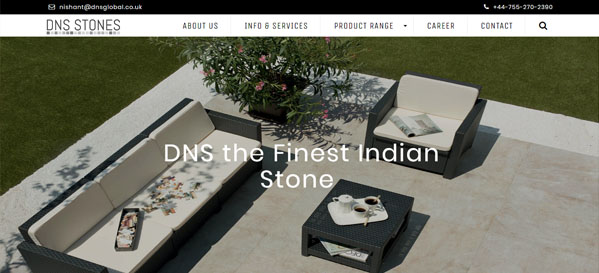 nishant@dnsglobal.co.uk
+44-755-270-2390
DNS STONES
ABOUT US
INFO & SERVICES
PRODUCT RANGE
CAREER
CONTACT
DNS the Finest Indian
Stone